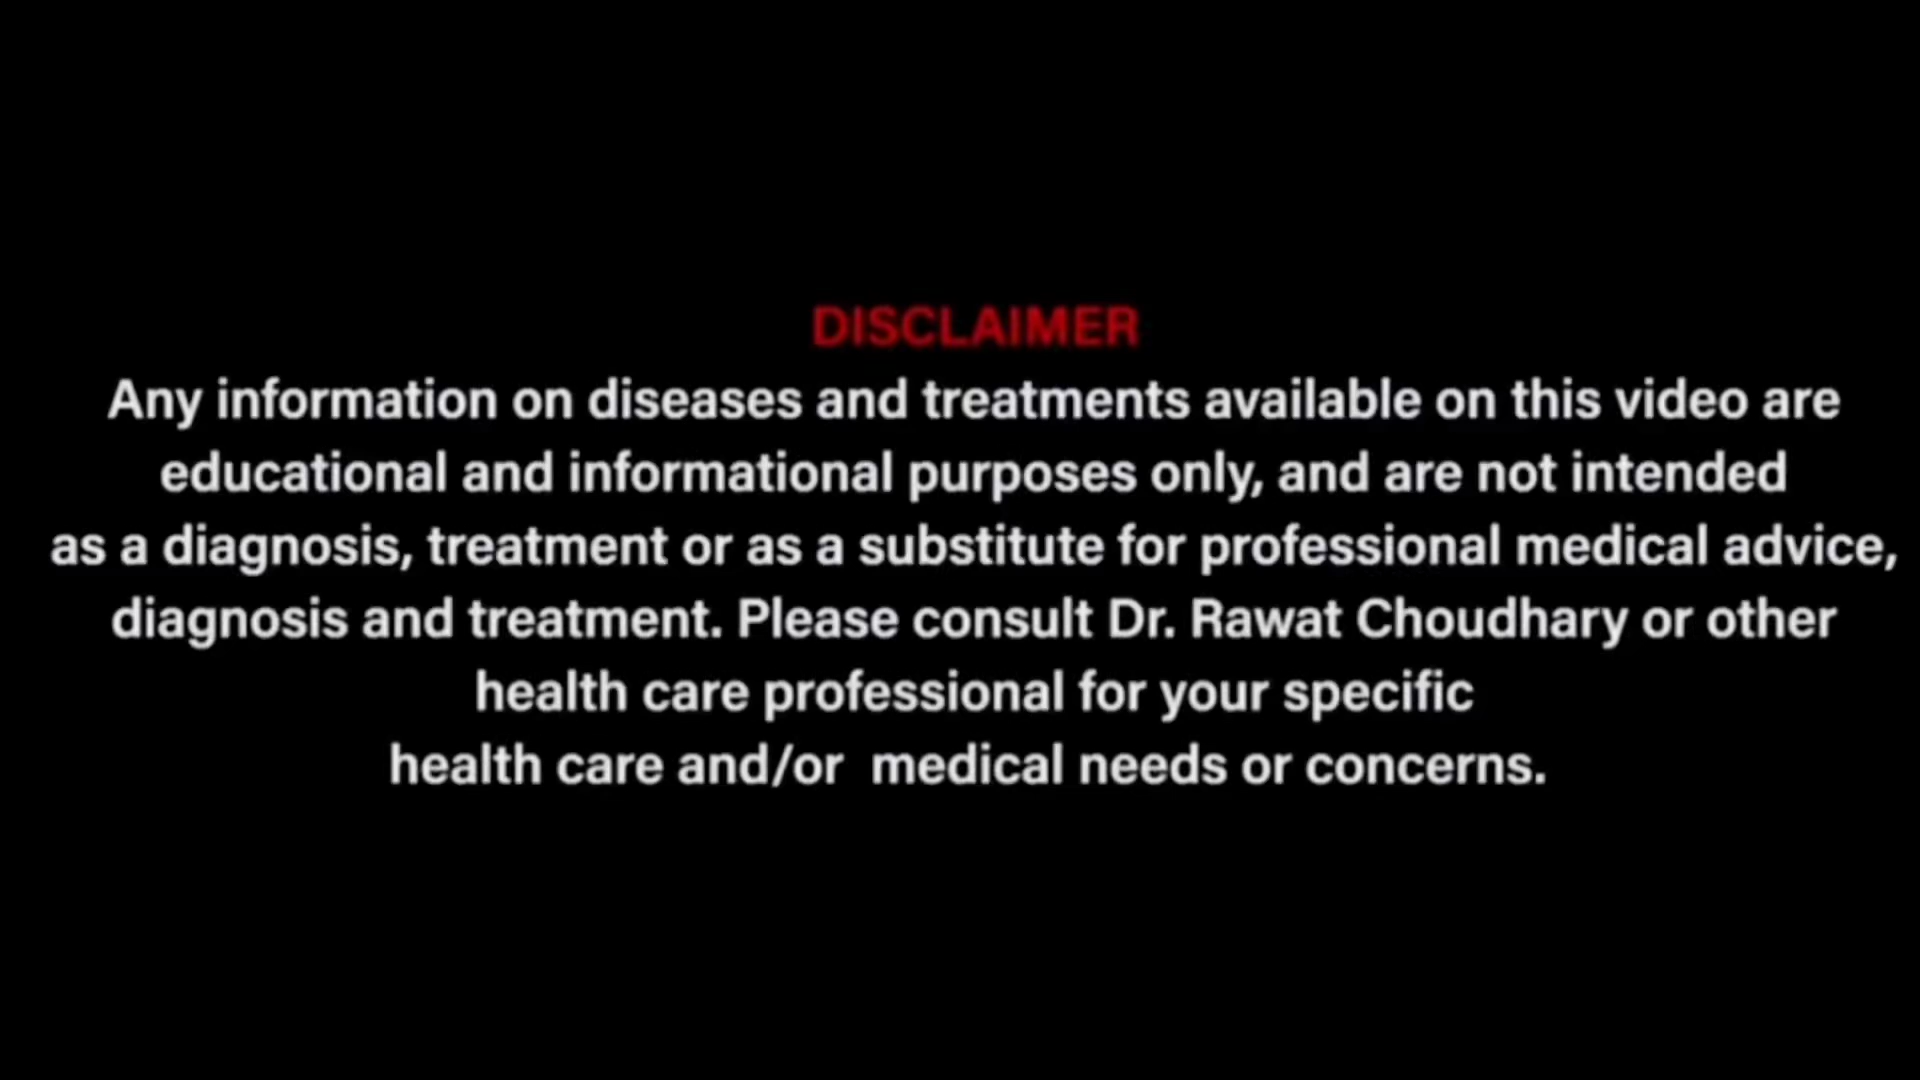 DISCLAIMER
Any information on diseases and treatments available on this video are
educational and informational purposes only, and are not intended
as a diagnosis, treatment or as a substitute for professional medical advice,
diagnosis and treatment. Please consult Dr. Rawat Choudhary or other
health care professional for your specific
health care and/or  medical needs or concerns.